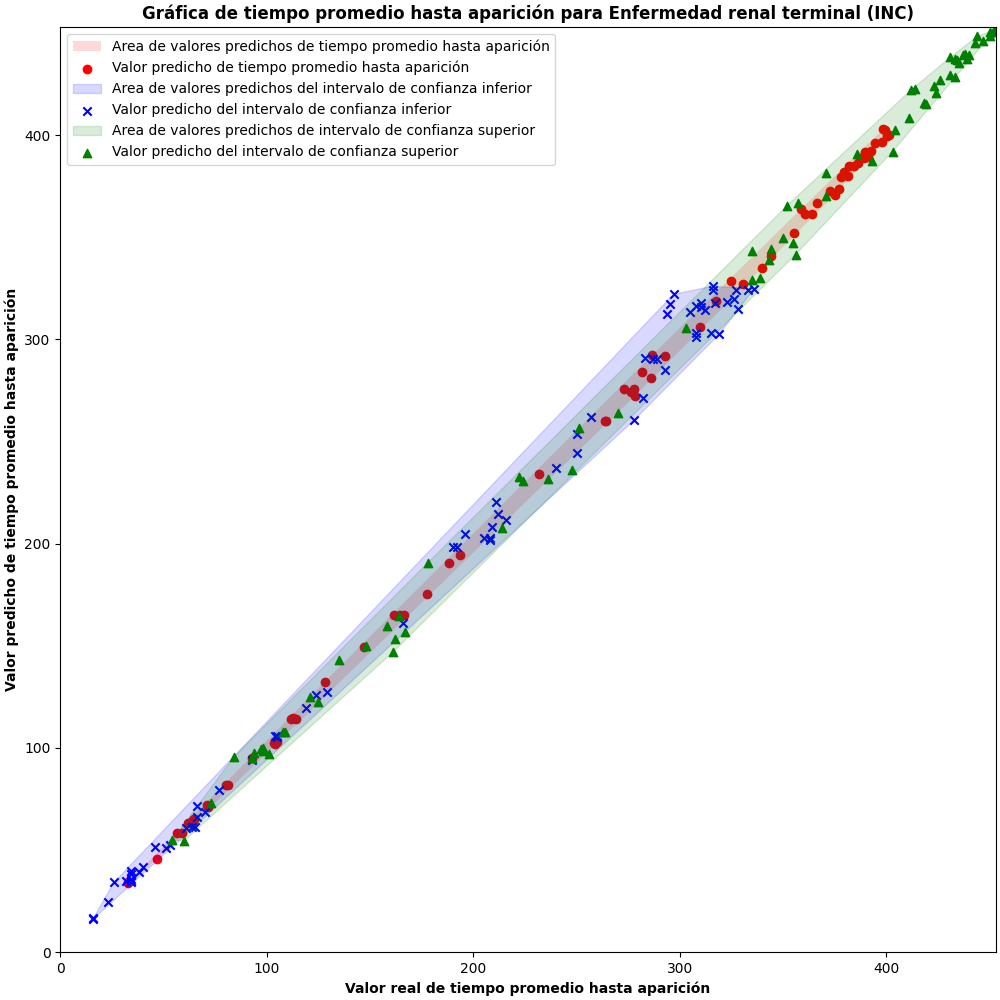 Gráfica de tiempo promedio hasta aparición para Enfermedad renal terminal (INC)
Area de valores predichos de tiempo promedio hasta aparición
Valor predicho de tiempo promedio hasta aparición
Area de valores predichos del intervalo de confianza inferior
Valor predicho del intervalo de confianza inferior
Area de valores predichos de intervalo de confianza superior
Valor predicho del intervalo de confianza superior
Valor predicho de tiempo promedio hasta aparición
400
300
200
100
0
0 100 200 300 400
Valor real de tiempo promedio hasta aparición